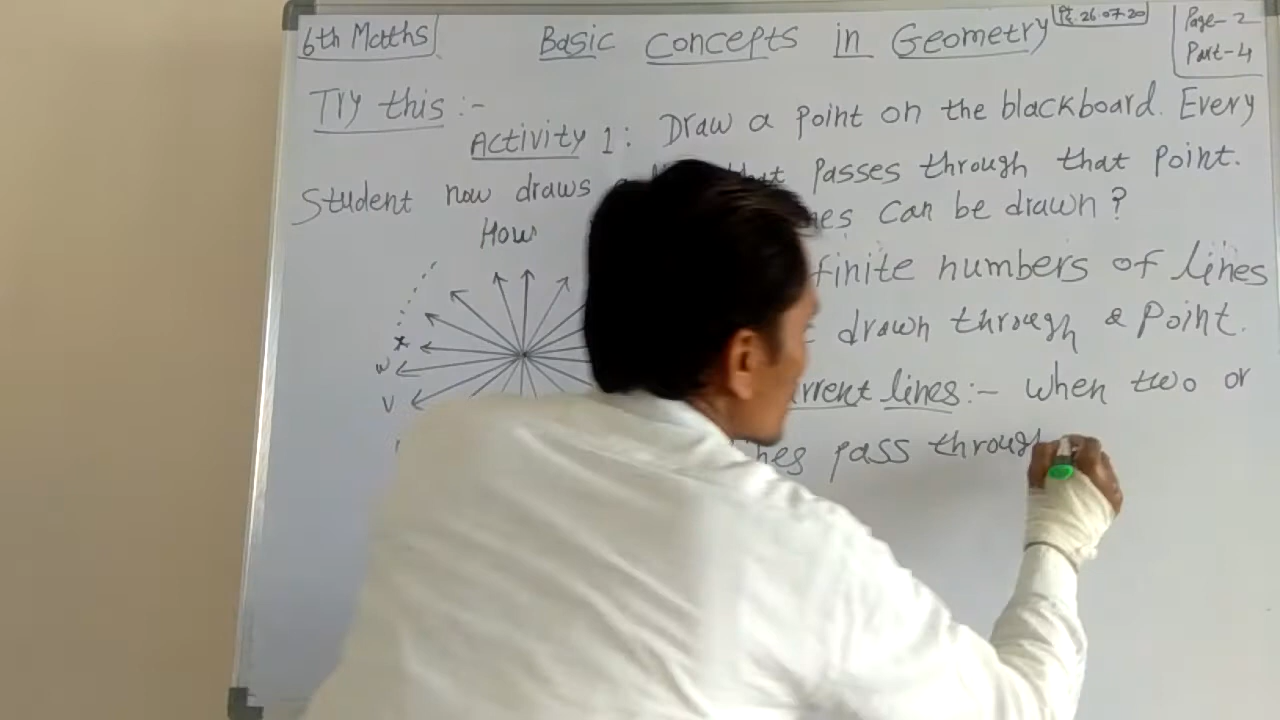 6th Maths Basic Concepts in Geometry Dt. 26.07.20 Page-2
Part-4
Try this :-
Activity 1 : Draw a point on the blackboard. Every
Student now draws passes through that point.
How can be drawn ?
finite numbers of lines
drawn through a point.
lines :- when two or
pass through
x
w
v